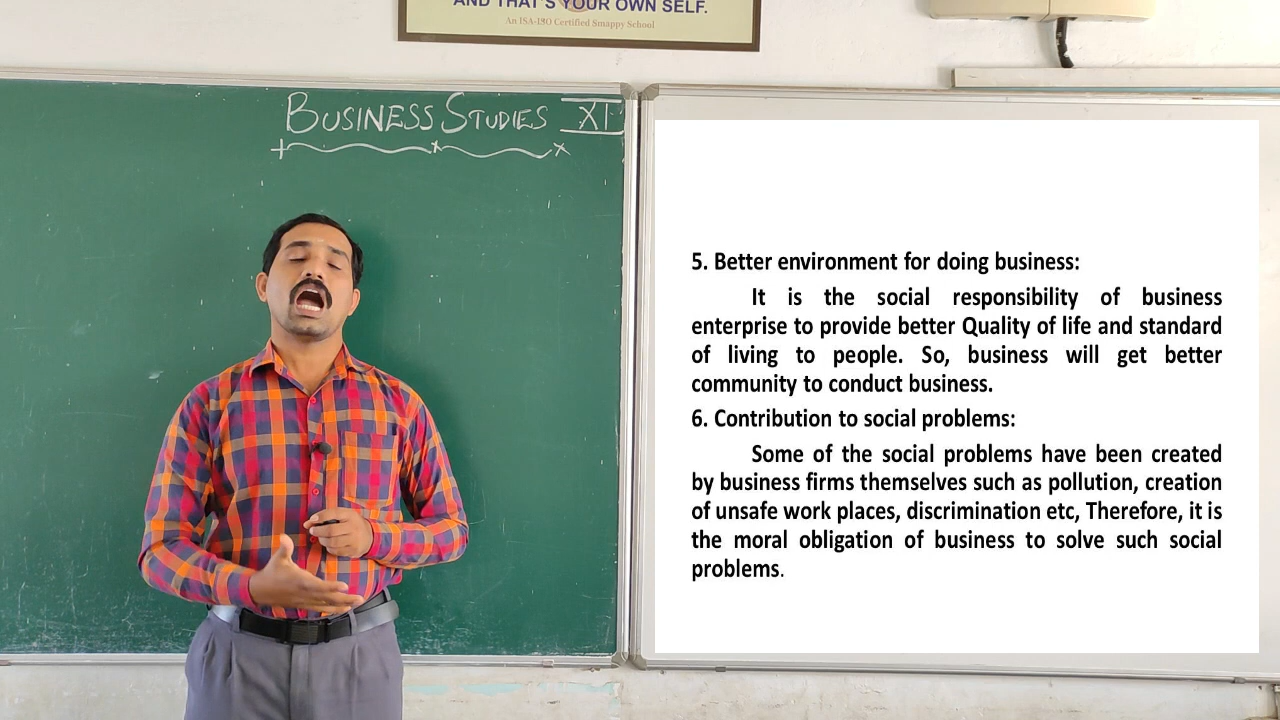 AND THAT'S YOUR OWN SELF.
An ISA-ISO Certified Smappy School
BUSINESS STUDIES XI
5. Better environment for doing business:
It is the social responsibility of business
enterprise to provide better Quality of life and standard
of living to people. So, business will get better
community to conduct business.
6. Contribution to social problems:
Some of the social problems have been created
by business firms themselves such as pollution, creation
of unsafe work places, discrimination etc, Therefore, it is
the moral obligation of business to solve such social
problems.